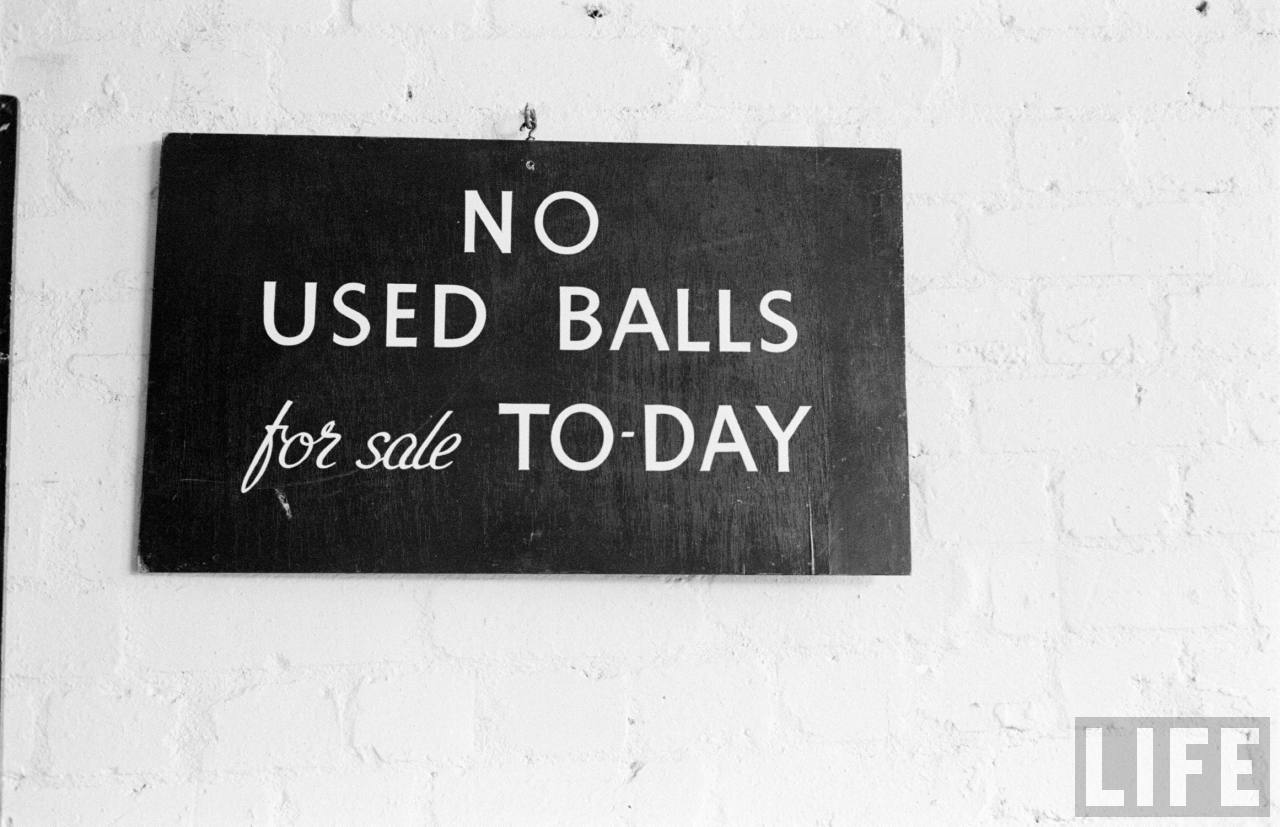 NO
USED BALLS
for sale TO-DAY
LIFE